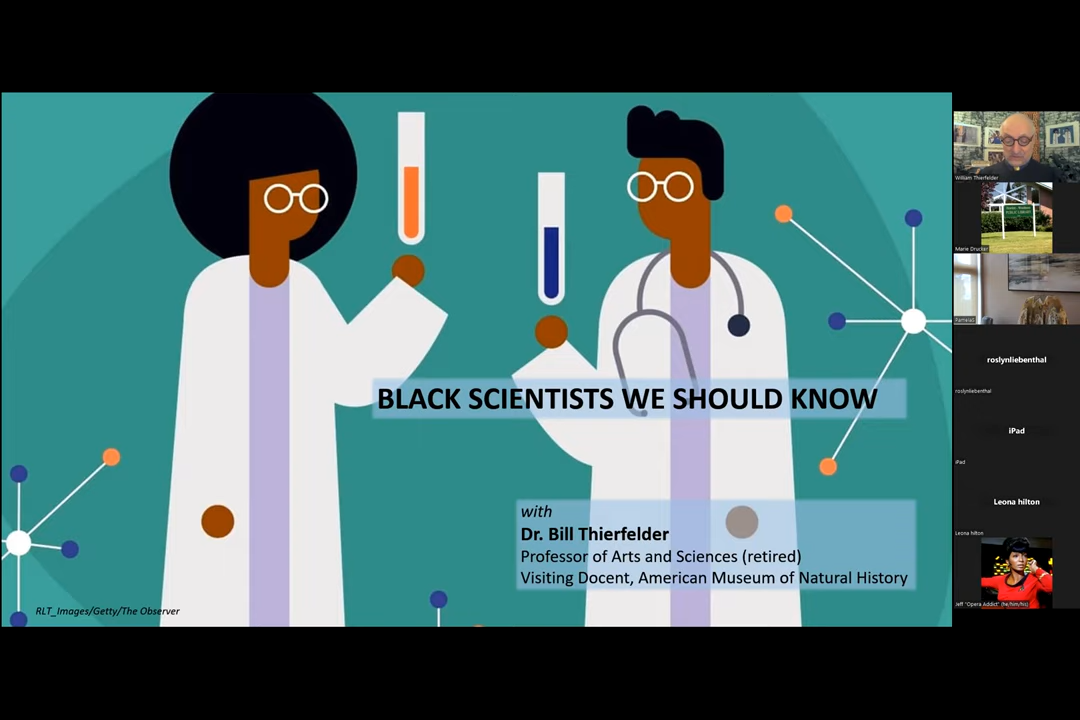 BLACK SCIENTISTS WE SHOULD KNOW
with
Dr. Bill Thierfelder
Professor of Arts and Sciences (retired)
Visiting Docent, American Museum of Natural History
RLT_Images/Getty/The Observer
William Thierfelder
Marie Drucker
PamelaS
roslynliebenthal
roslynliebenthal
iPad
iPad
Leona hilton
Leona hilton
Jeff "Opera Addict" (he/him/his)